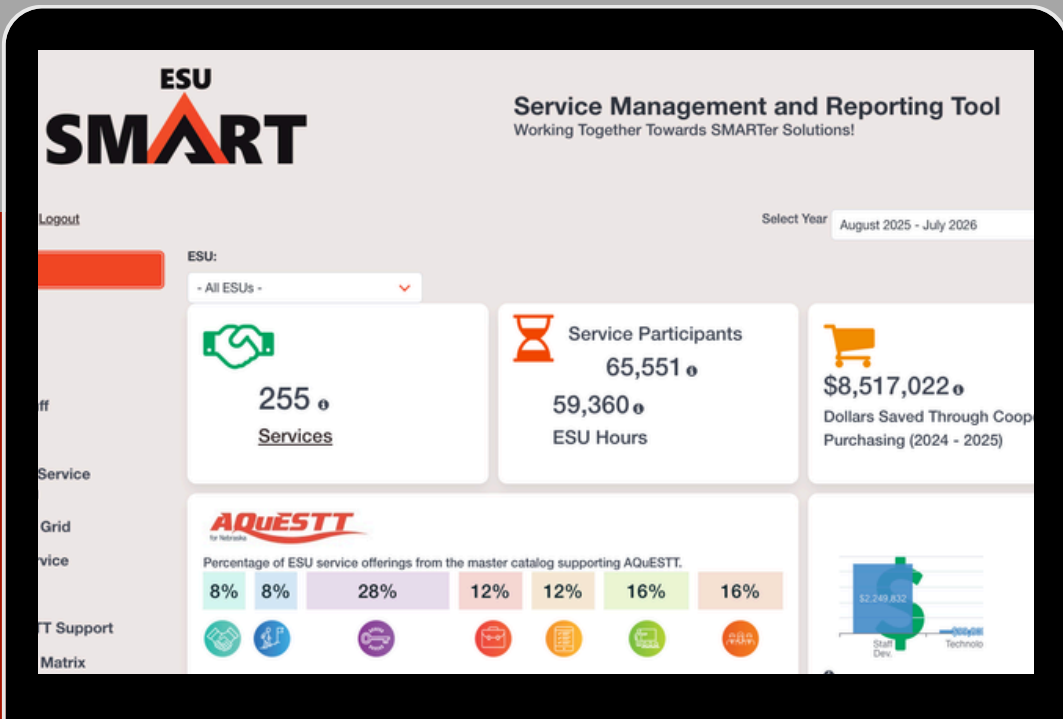 ESU
SMART
Service Management and Reporting Tool
Working Together Towards SMARTer Solutions!
Logout
Select Year
August 2025 - July 2026
ESU:
- All ESUs -
255
Services
Service Participants
65,551
59,360
ESU Hours
$8,517,022
Dollars Saved Through Coope
Purchasing (2024 - 2025)
ff
Service
Grid
rvice
TT Support
Matrix
AQuESTT
for Nebraska
Percentage of ESU service offerings from the master catalog supporting AQuESTT.
8%
8%
28%
12%
12%
16%
16%
$2,249,832
Staff
Dev.
Technolo